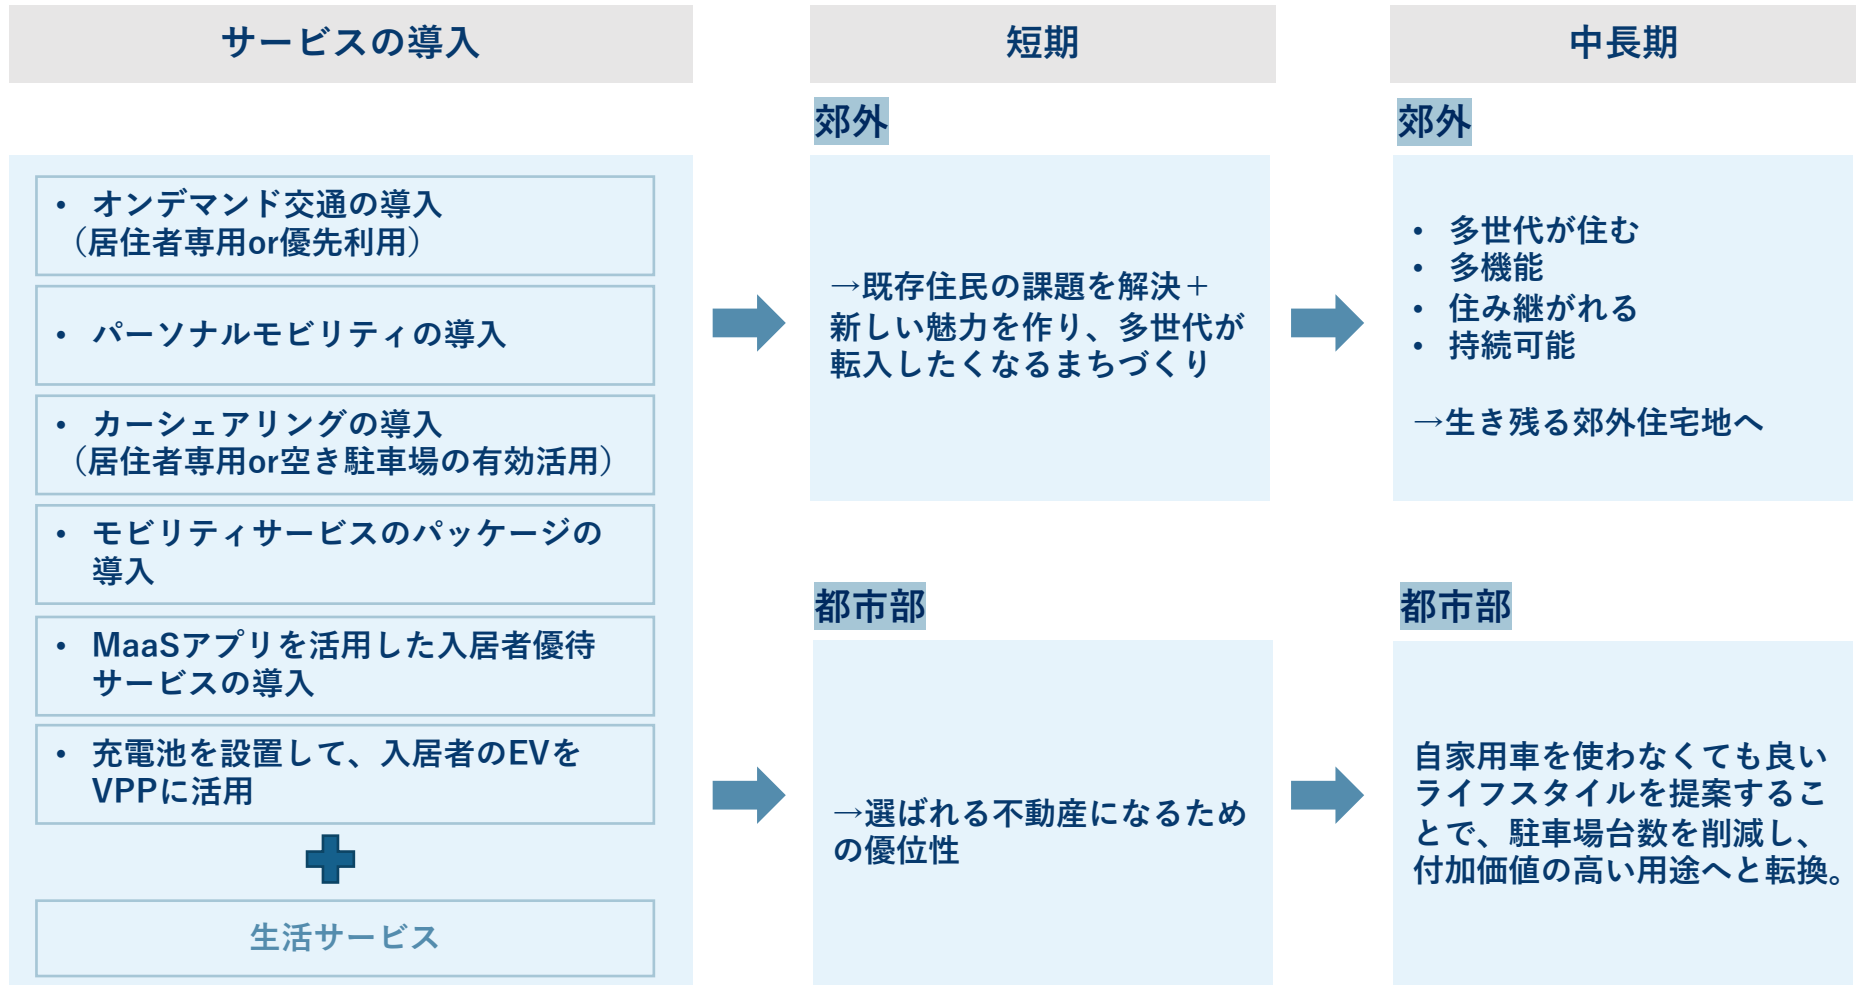 サービスの導入
短期
中長期
• オンデマンド交通の導入
（居住者専用or優先利用）
• パーソナルモビリティの導入
• カーシェアリングの導入
（居住者専用or空き駐車場の有効活用）
• モビリティサービスのパッケージの
導入
• MaaSアプリを活用した入居者優待
サービスの導入
• 充電池を設置して、入居者のEVを
VPPに活用
生活サービス
郊外
→既存住民の課題を解決＋
新しい魅力を作り、多世代が
転入したくなるまちづくり
郊外
• 多世代が住む
• 多機能
• 住み継がれる
• 持続可能
→生き残る郊外住宅地へ
都市部
→選ばれる不動産になるため
の優位性
都市部
自家用車を使わなくても良い
ライフスタイルを提案するこ
とで、駐車場台数を削減し、
付加価値の高い用途へと転換。